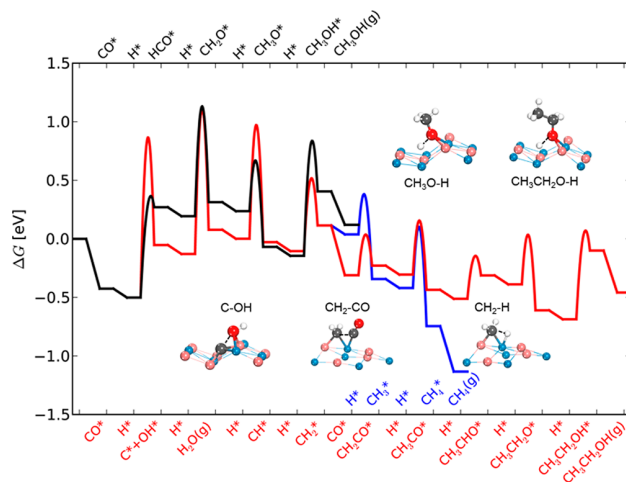 CO*
H*
HCO*
H*
CH₂O*
H*
CH₃O*
H*
CH₃OH*
CH₃OH(g)
1.5
1.0
0.5
0.0
−0.5
−1.0
−1.5
ΔG [eV]
CH₃O-H
CH₃CH₂O-H
C-OH
CH₂-CO
CH₂-H
H*
CH₃*
H*
CH₄*
CH₄(g)
CO*
H*
C*+OH*
H*
H₂O(g)
H*
CH*
H*
CH₂*
CO*
CH₂CO*
H*
CH₃CO*
H*
CH₃CHO*
H*
CH₃CH₂O*
H*
CH₃CH₂OH*
CH₃CH₂OH(g)